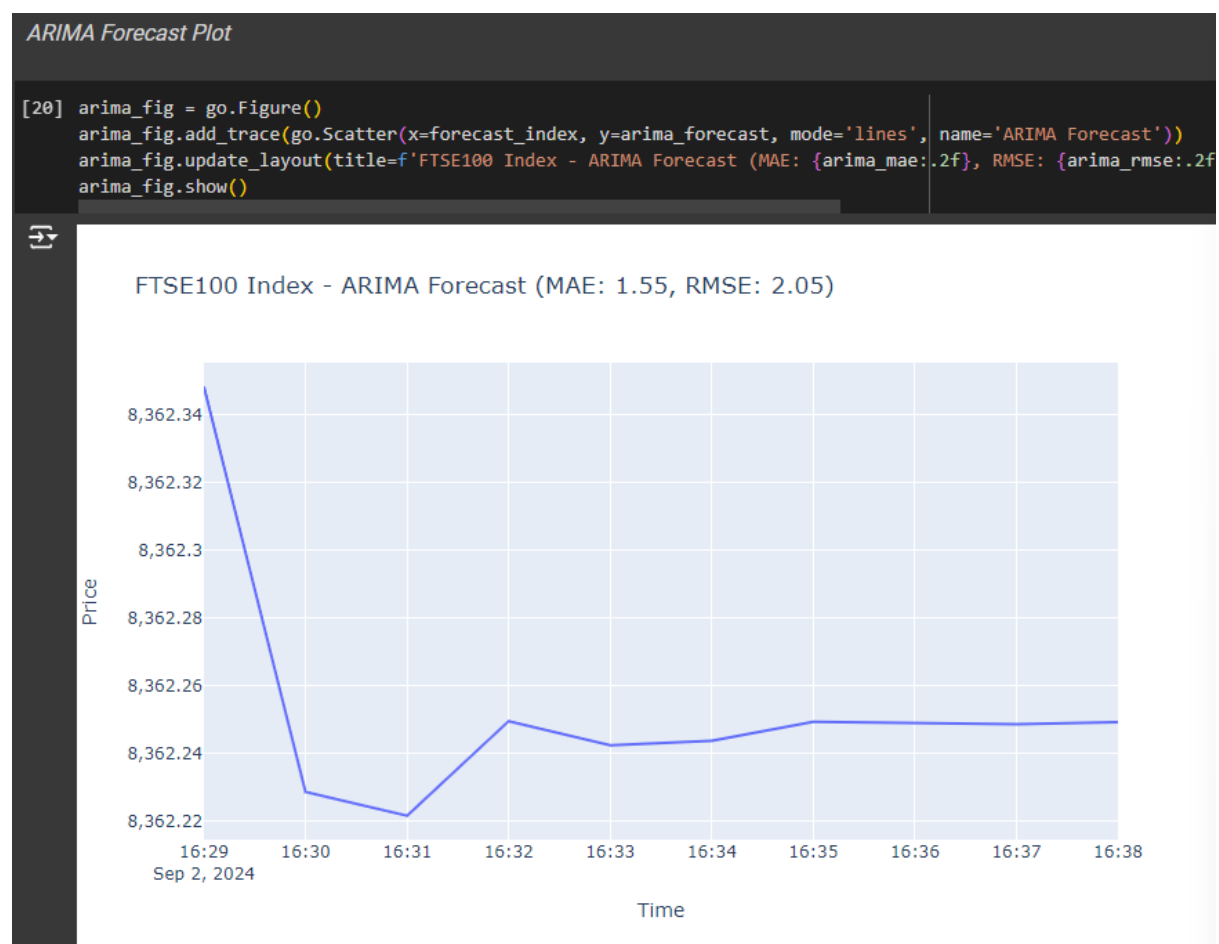 ARIMA Forecast Plot
[20] arima_fig = go.Figure()
arima_fig.add_trace(go.Scatter(x=forecast_index, y=arima_forecast, mode='lines', name='ARIMA Forecast'))
arima_fig.update_layout(title=f'FTSE100 Index - ARIMA Forecast (MAE: {arima_mae:.2f}, RMSE: {arima_rmse:.2f
arima_fig.show()
FTSE100 Index - ARIMA Forecast (MAE: 1.55, RMSE: 2.05)
8,362.34
8,362.32
8,362.3
8,362.28
8,362.26
8,362.24
8,362.22
Price
16:29 16:30 16:31 16:32 16:33 16:34 16:35 16:36 16:37 16:38
Sep 2, 2024
Time